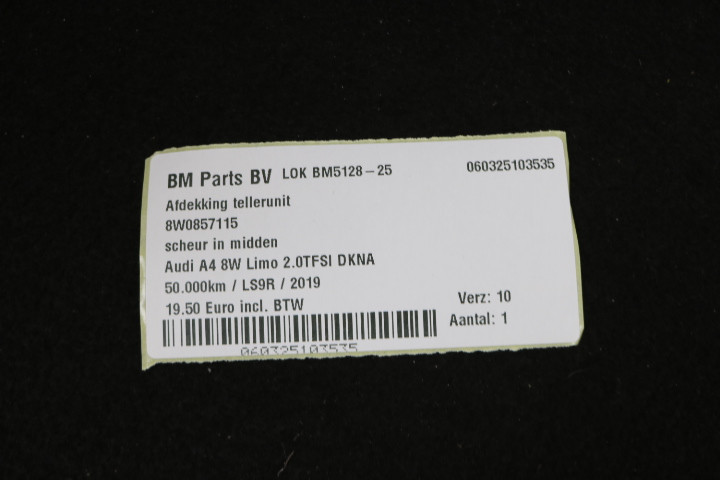 BM Parts BV LOK BM5128-25 060325103535
Afdekking tellerunit
8W0857115
scheur in midden
Audi A4 8W Limo 2.0TFSI DKNA
50.000km / LS9R / 2019
19.50 Euro incl. BTW
Verz: 10
Aantal: 1
060325103535